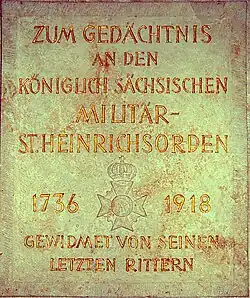 ZUM GEDÄCHTNIS
AN DEN
KÖNIGLICH SÄCHSISCHEN
MILITÄR-
ST.HEINRICHSORDEN
1736 1918
GEWIDMET VON SEINEN
LETZTEN RITTERN